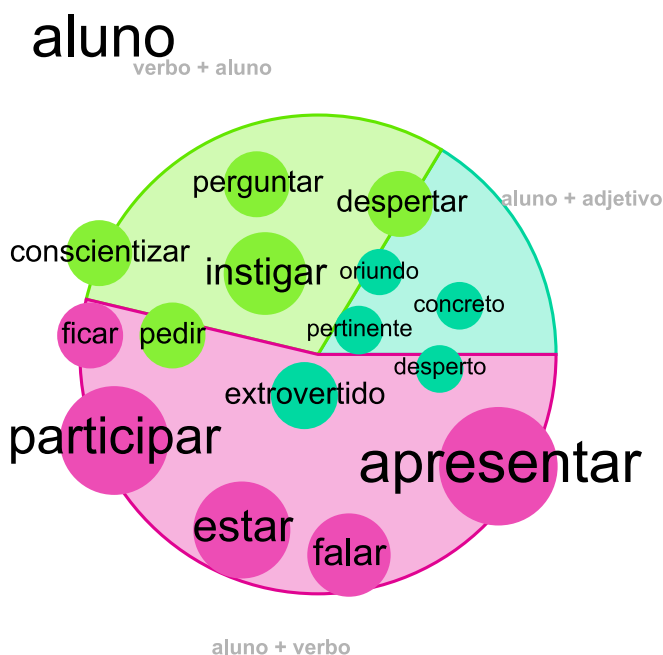 aluno
verbo + aluno
perguntar
despertar
aluno + adjetivo
conscientizar
instigar
oriundo
concreto
ficar
pedir
pertinente
desperto
extrovertido
participar
apresentar
estar
falar
aluno + verbo